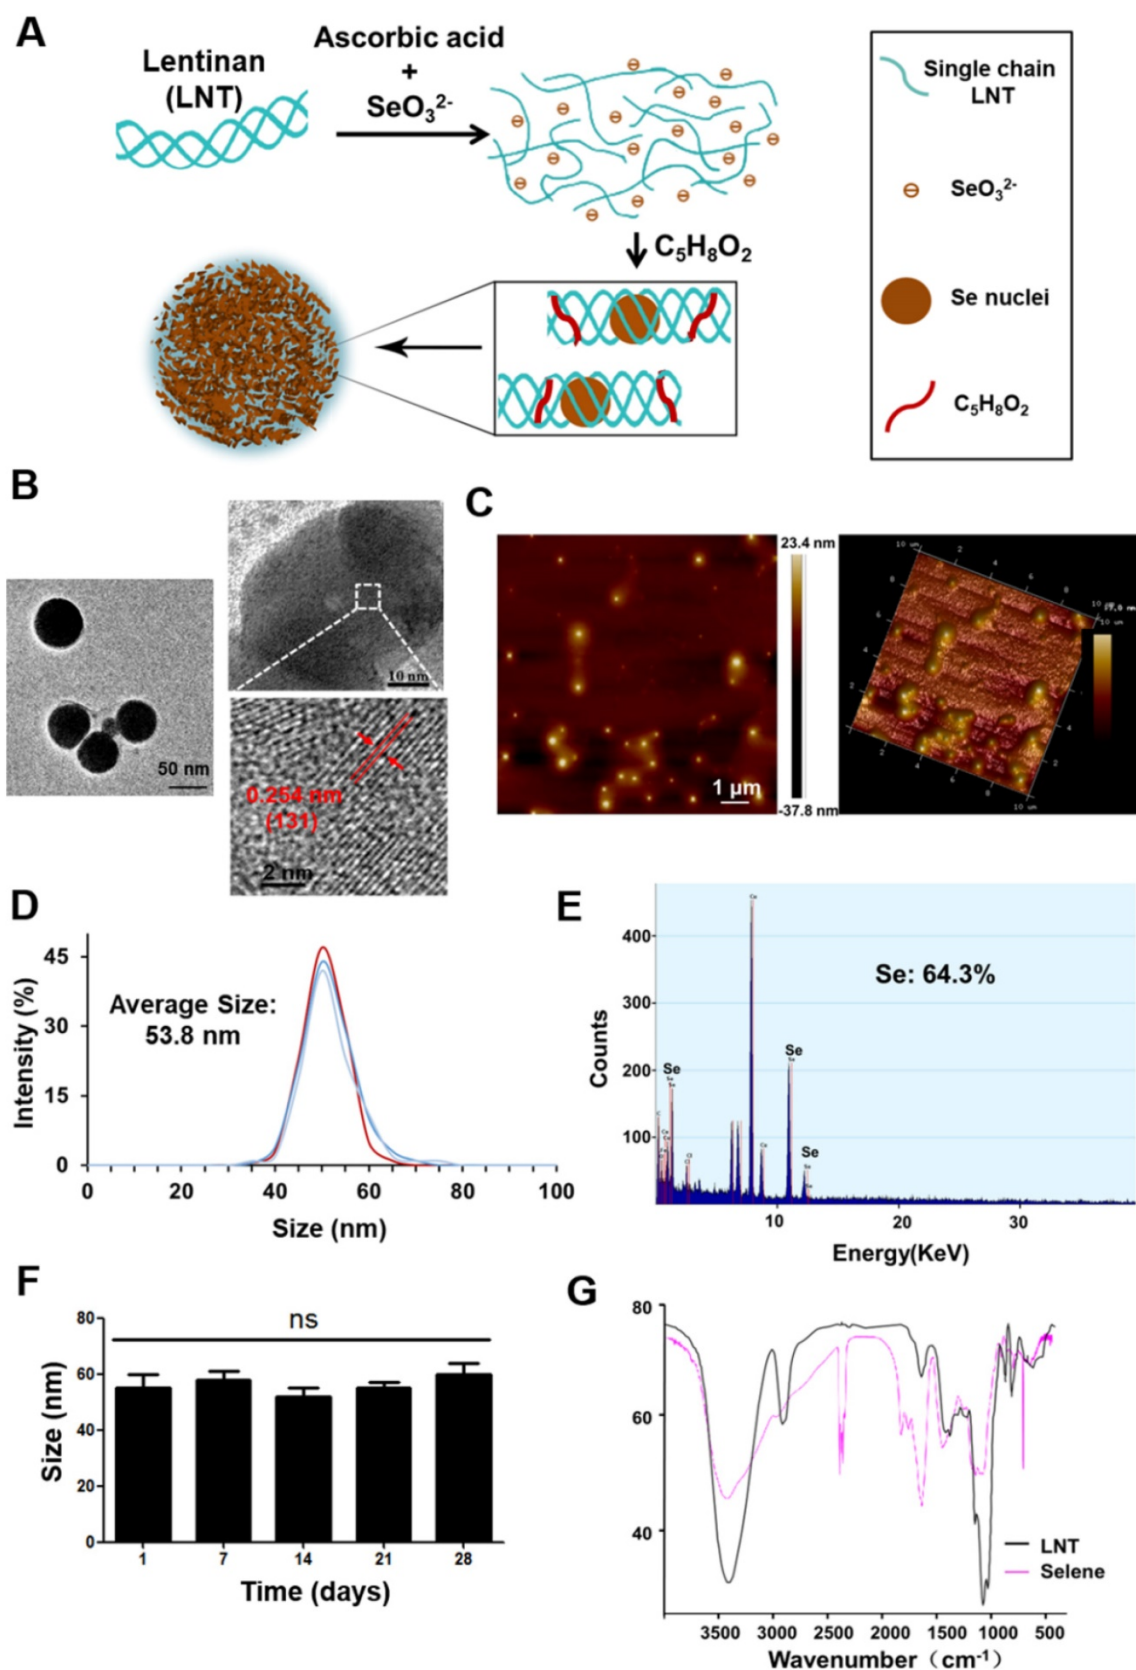 A
Lentinan
(LNT)
Ascorbic acid
+
SeO₃²⁻
C₅H₈O₂
Single chain
LNT
SeO₃²⁻
Se nuclei
C₅H₈O₂
B
50 nm
10 nm
0.254 nm
(131)
2 nm
C
1 μm
23.4 nm
-37.8 nm
D
Intensity (%)
45
30
15
0
Average Size:
53.8 nm
0 20 40 60 80 100
Size (nm)
E
Counts
400
300
200
100
Se: 64.3%
Se
Se
Se
10 20 30
Energy(KeV)
F
Size (nm)
80
60
40
20
0
ns
1 7 14 21 28
Time (days)
G
80
60
40
LNT
Selene
3500 3000 2500 2000 1500 1000 500
Wavenumber（cm⁻¹)